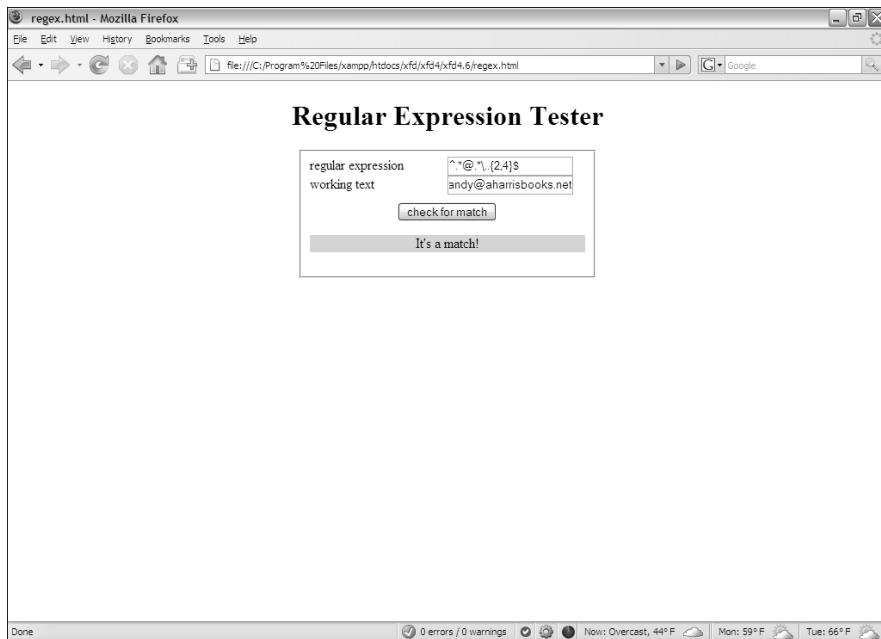 regex.html - Mozilla Firefox
File Edit View History Bookmarks Tools Help
file:///C:/Program%20Files/xampp/htdocs/xfd/xfd4/xfd4.6/regex.html
G Google
Regular Expression Tester
regular expression ^.*@.*\..{2,4}$
working text andy@aharrisbooks.net
check for match
It's a match!
Done 0 errors / 0 warnings Now: Overcast, 44° F Mon: 59° F Tue: 66° F